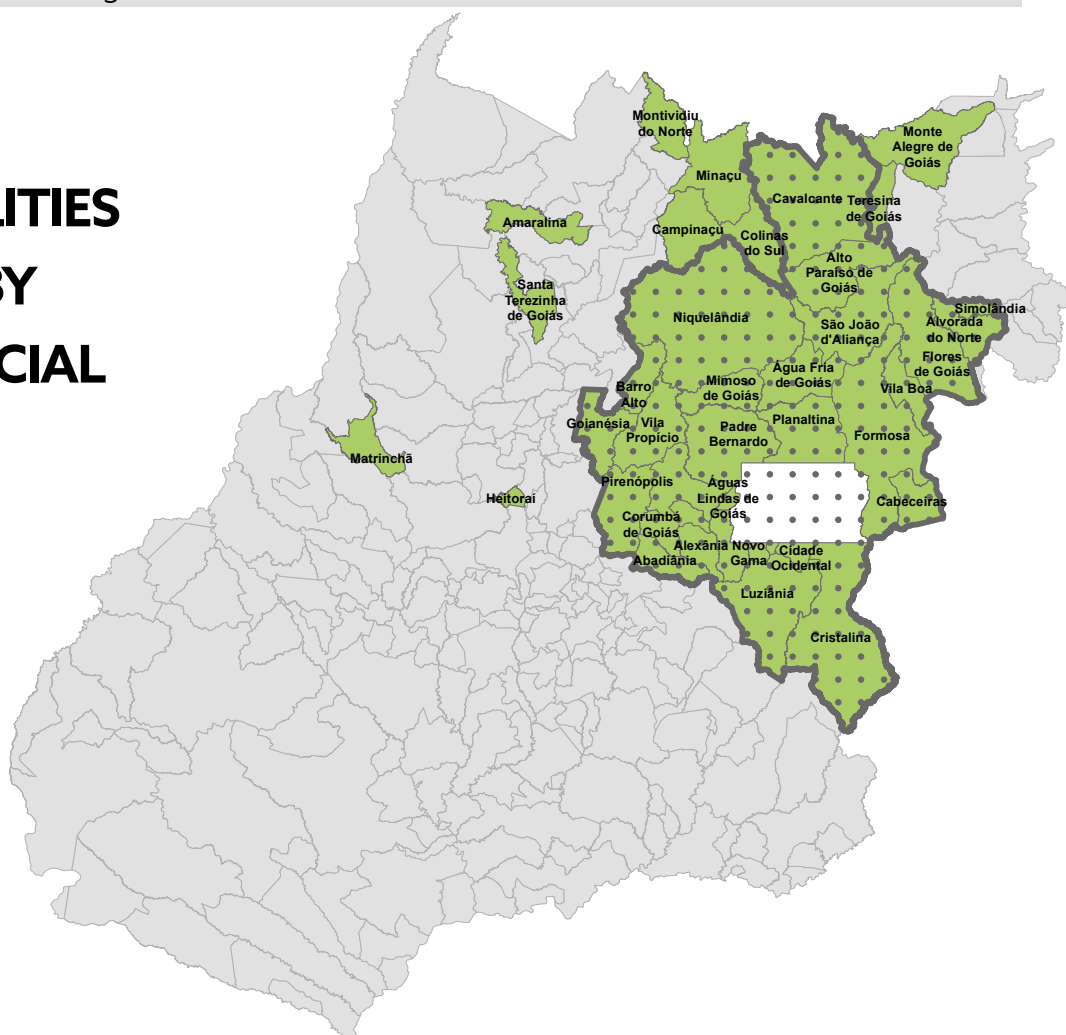 LITIES
BY
CIAL
Montividiu
do Norte
Monte
Alegre de
Goiás
Minaçu
Cavalcante
Teresina
de Goiás
Amaralina
Campinaçu
Colinas
do Sul
Alto
Paraíso de
Goiás
Santa
Terezinha
de Goiás
Niquelândia
São João
d'Aliança
Simolândia
Alvorada
do Norte
Flores
de Goiás
Água Fria
de Goiás
Mimoso
de Goiás
Vila Boa
Barro
Alto
Goianésia
Vila
Propício
Padre
Bernardo
Planaltina
Formosa
Matrinchã
Heitoraí
Pirenópolis
Águas
Lindas de
Goiás
Cabeceiras
Corumbá
de Goiás
Alexânia
Novo
Gama
Cidade
Ocidental
Abadiânia
Luziânia
Cristalina